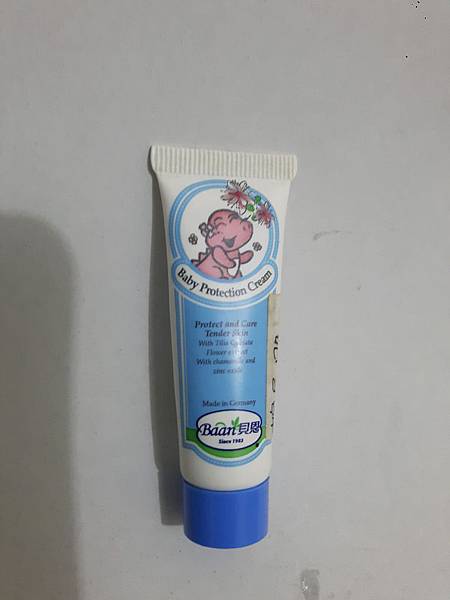 Baby Protection Cream
Protect and Care
Tender Skin
With Tilia Cordata
Flower extract
With chamomile and
zinc oxide
Made in Germany
Baan貝恩
Since 1983